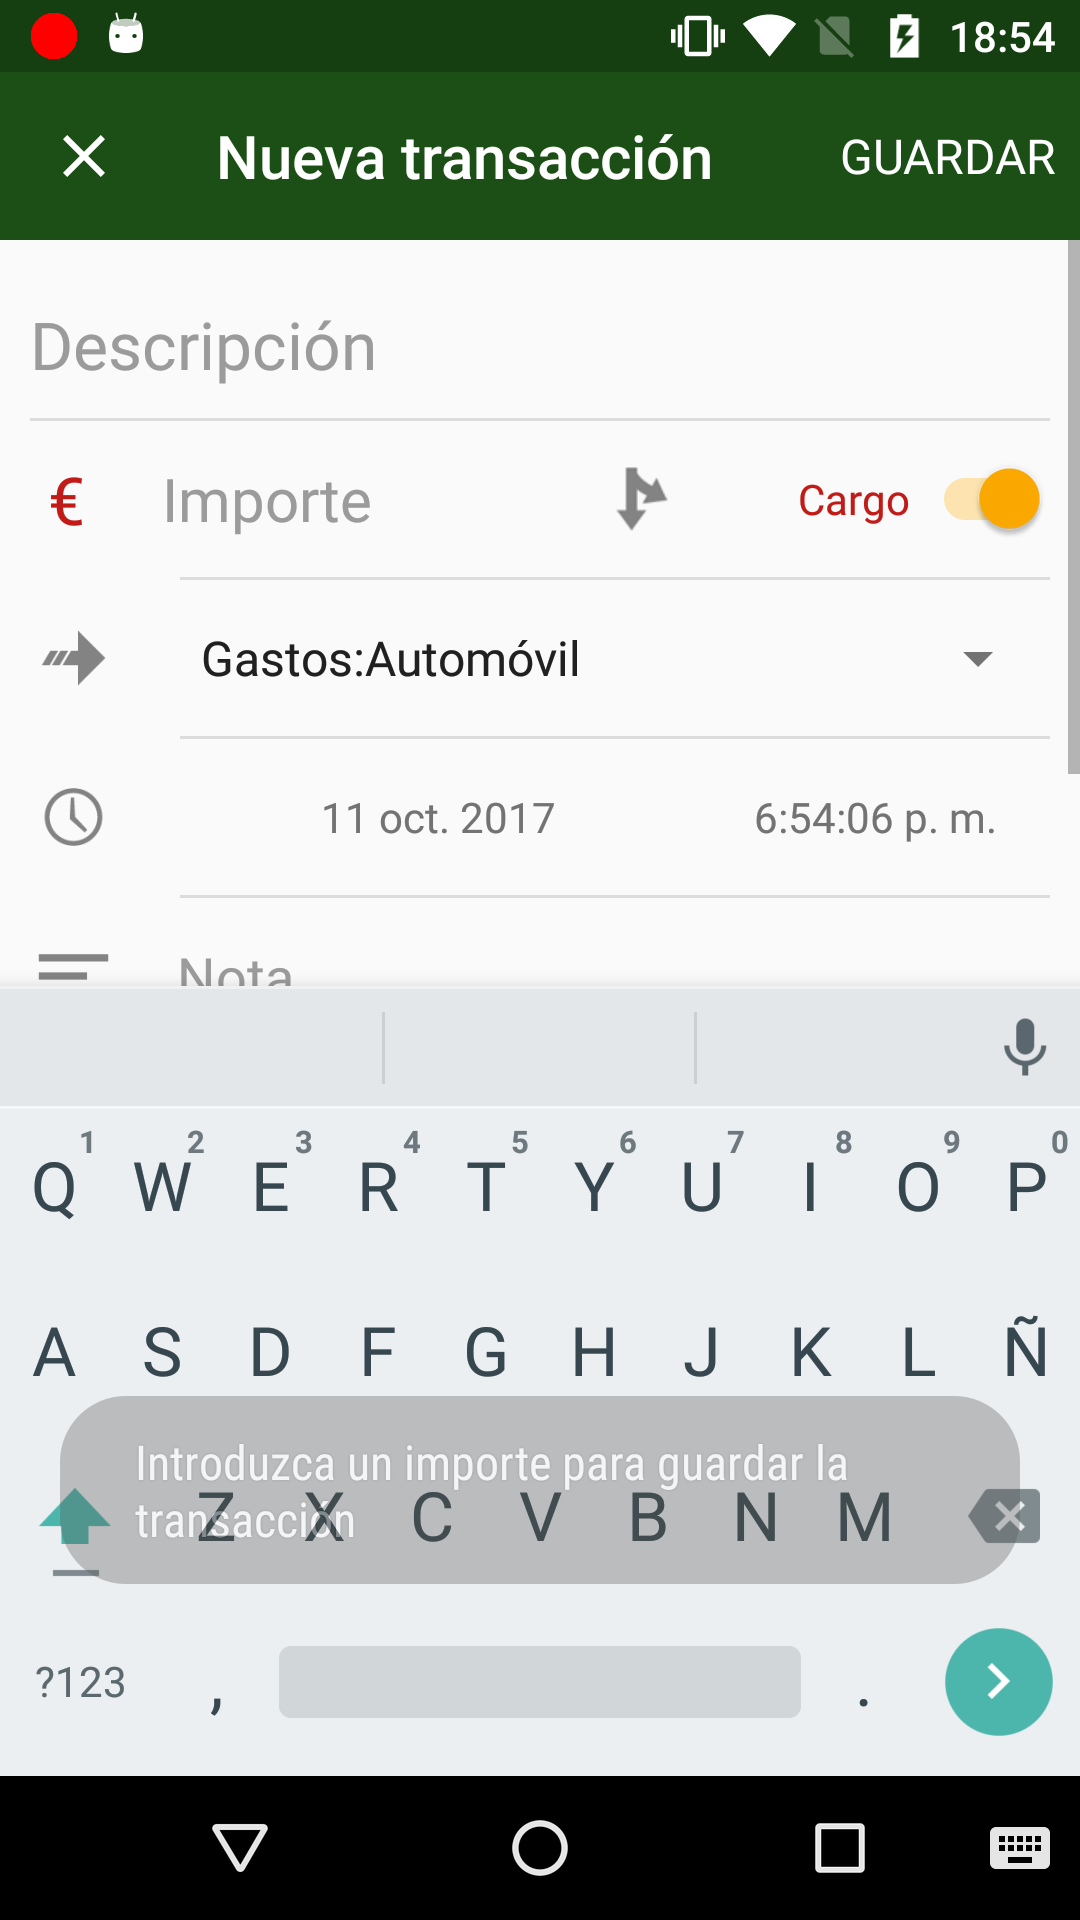 18:54
Nueva transacción GUARDAR
Descripción
€ Importe Cargo
Gastos:Automóvil
11 oct. 2017 6:54:06 p. m.
Nota
1 2 3 4 5 6 7 8 9 0
Q W E R T Y U I O P
A S D F G H J K L Ñ
Introduzca un importe para guardar la
transacción
Z X C V B N M
?123 , .